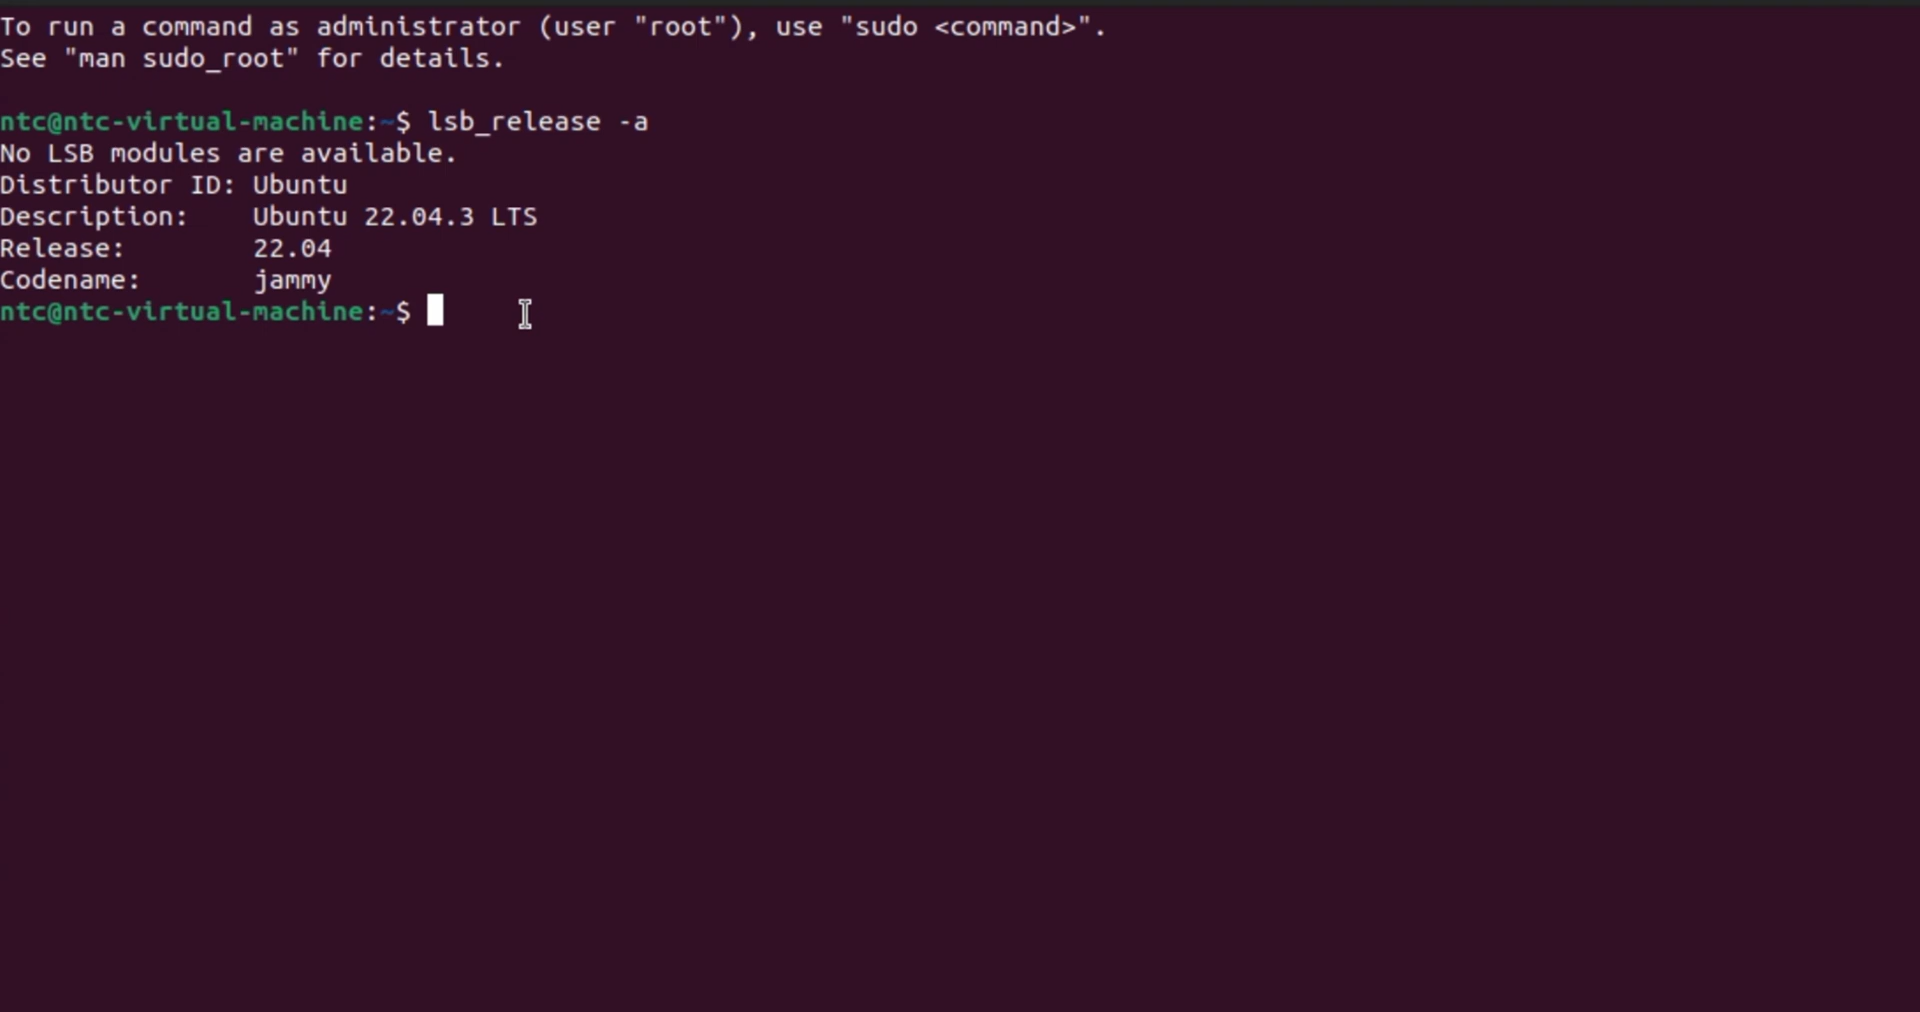 To run a command as administrator (user "root"), use "sudo <command>".
See "man sudo_root" for details.
ntc@ntc-virtual-machine:~$ lsb_release -a
No LSB modules are available.
Distributor ID: Ubuntu
Description:    Ubuntu 22.04.3 LTS
Release:        22.04
Codename:       jammy
ntc@ntc-virtual-machine:~$